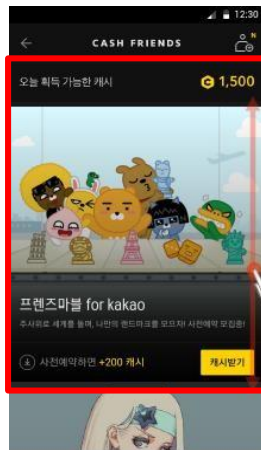 12:30
CASH FRIENDS
N
오늘 획득 가능한 캐시
C 1,500
프렌즈마블 for kakao
주사위로 세계를 돌며, 나만의 랜드마크를 모으자! 사전예약 모집중!
사전예약하면 +200 캐시
캐시받기